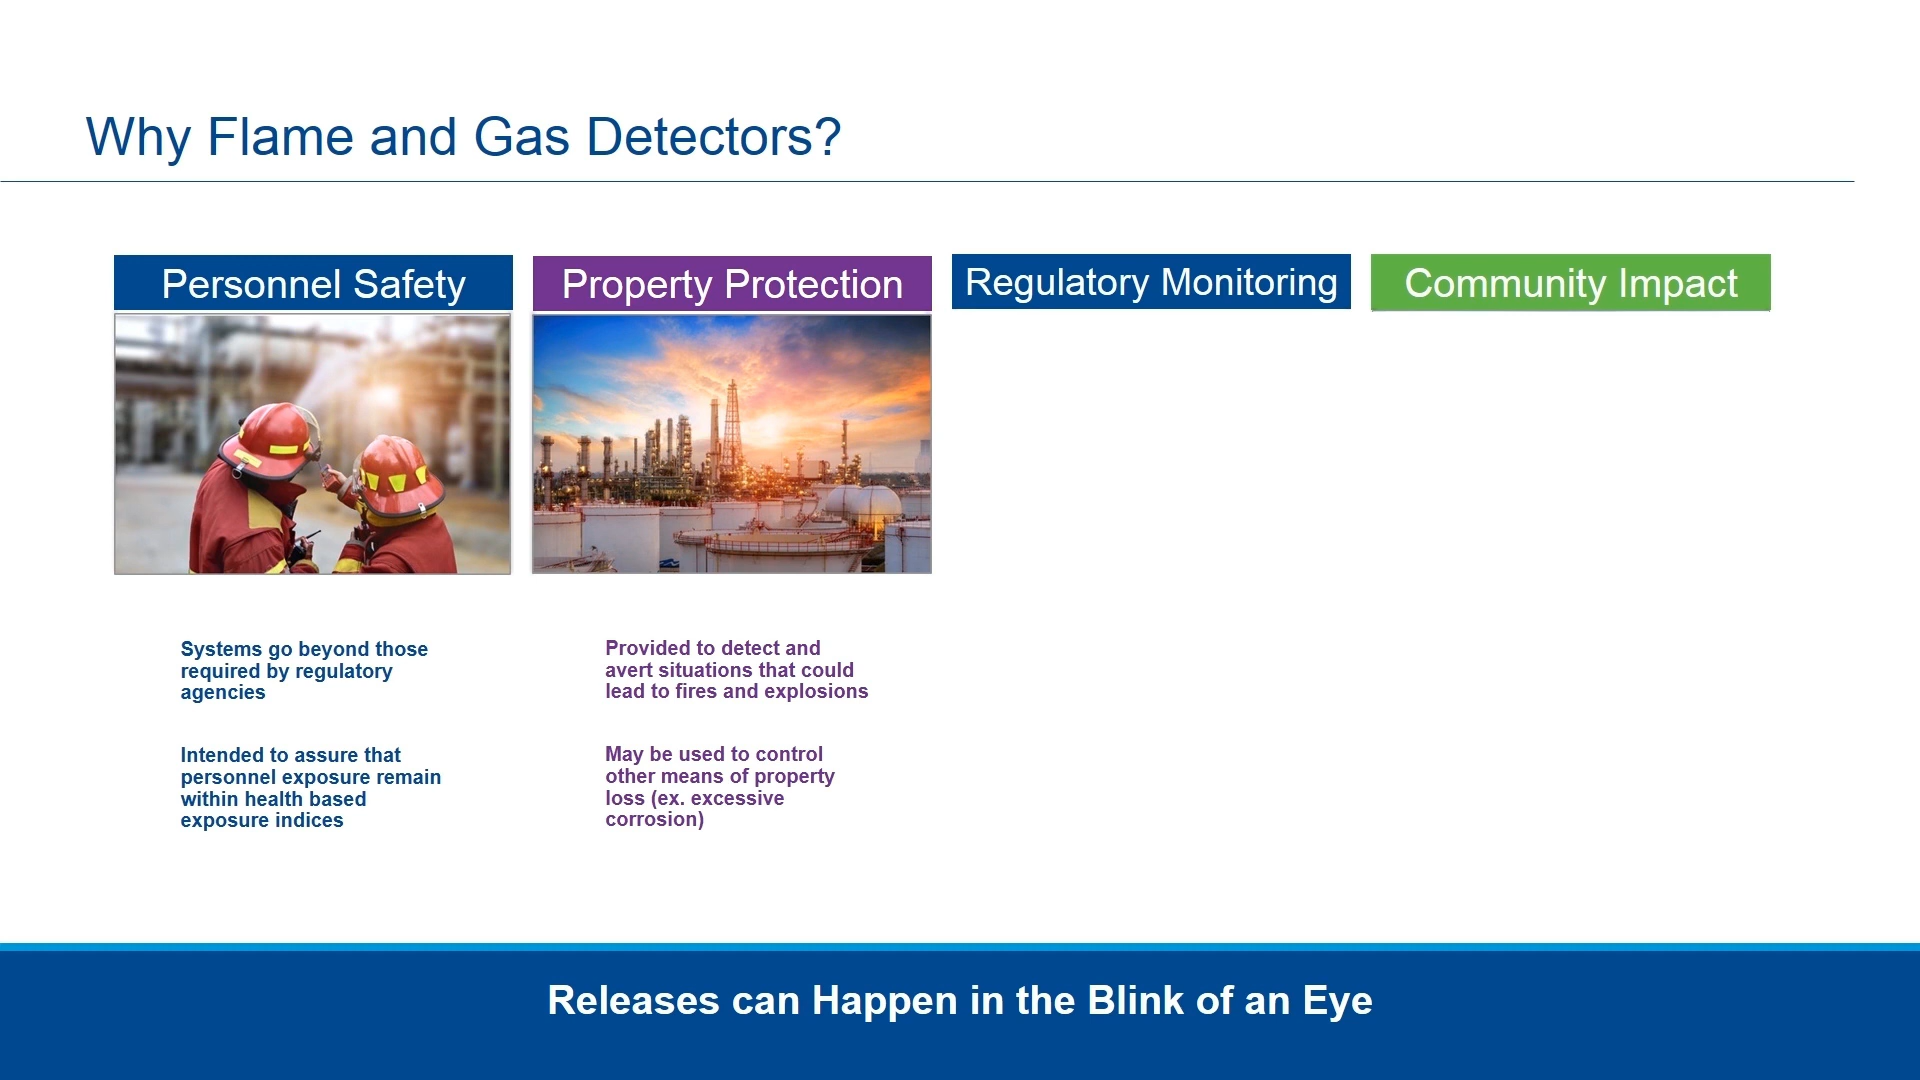 Why Flame and Gas Detectors?
Personnel Safety
Property Protection
Regulatory Monitoring
Community Impact
Systems go beyond those
required by regulatory
agencies
Intended to assure that
personnel exposure remain
within health based
exposure indices
Provided to detect and
avert situations that could
lead to fires and explosions
May be used to control
other means of property
loss (ex. excessive
corrosion)
Releases can Happen in the Blink of an Eye